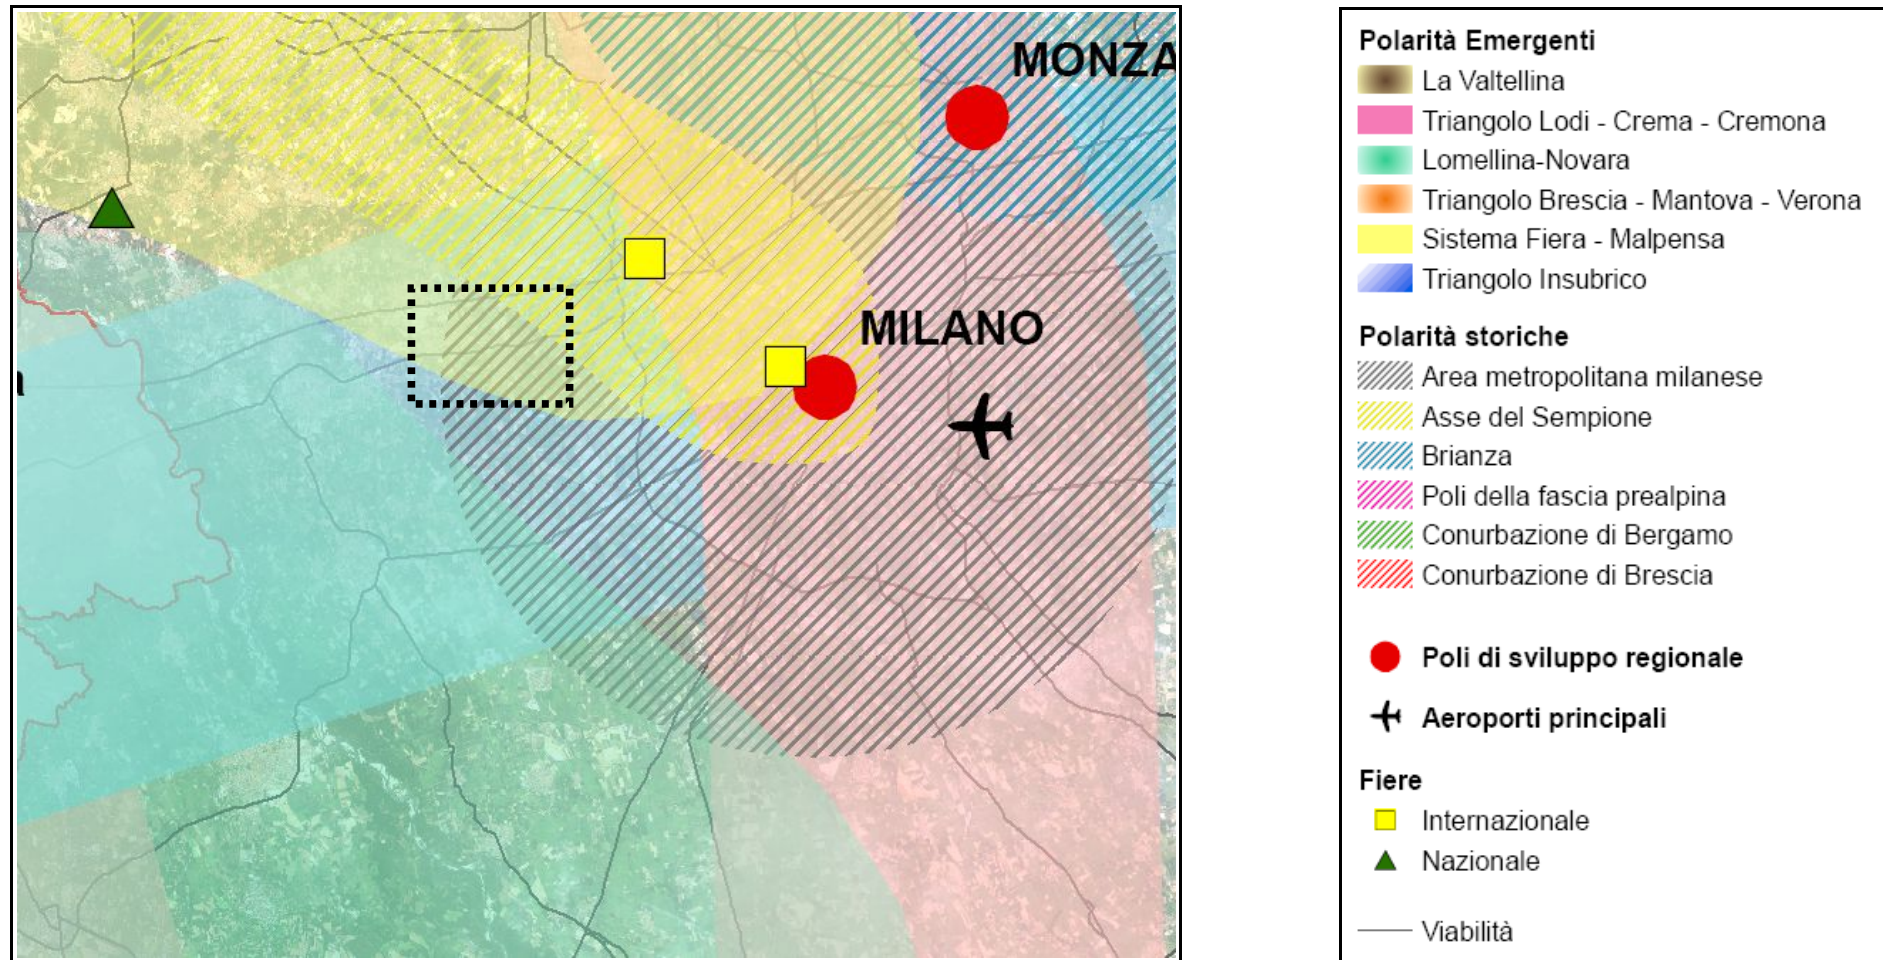 MONZA
MILANO
a
Polarità Emergenti
La Valtellina
Triangolo Lodi - Crema - Cremona
Lomellina-Novara
Triangolo Brescia - Mantova - Verona
Sistema Fiera - Malpensa
Triangolo Insubrico
Polarità storiche
Area metropolitana milanese
Asse del Sempione
Brianza
Poli della fascia prealpina
Conurbazione di Bergamo
Conurbazione di Brescia
Poli di sviluppo regionale
Aeroporti principali
Fiere
Internazionale
Nazionale
Viabilità